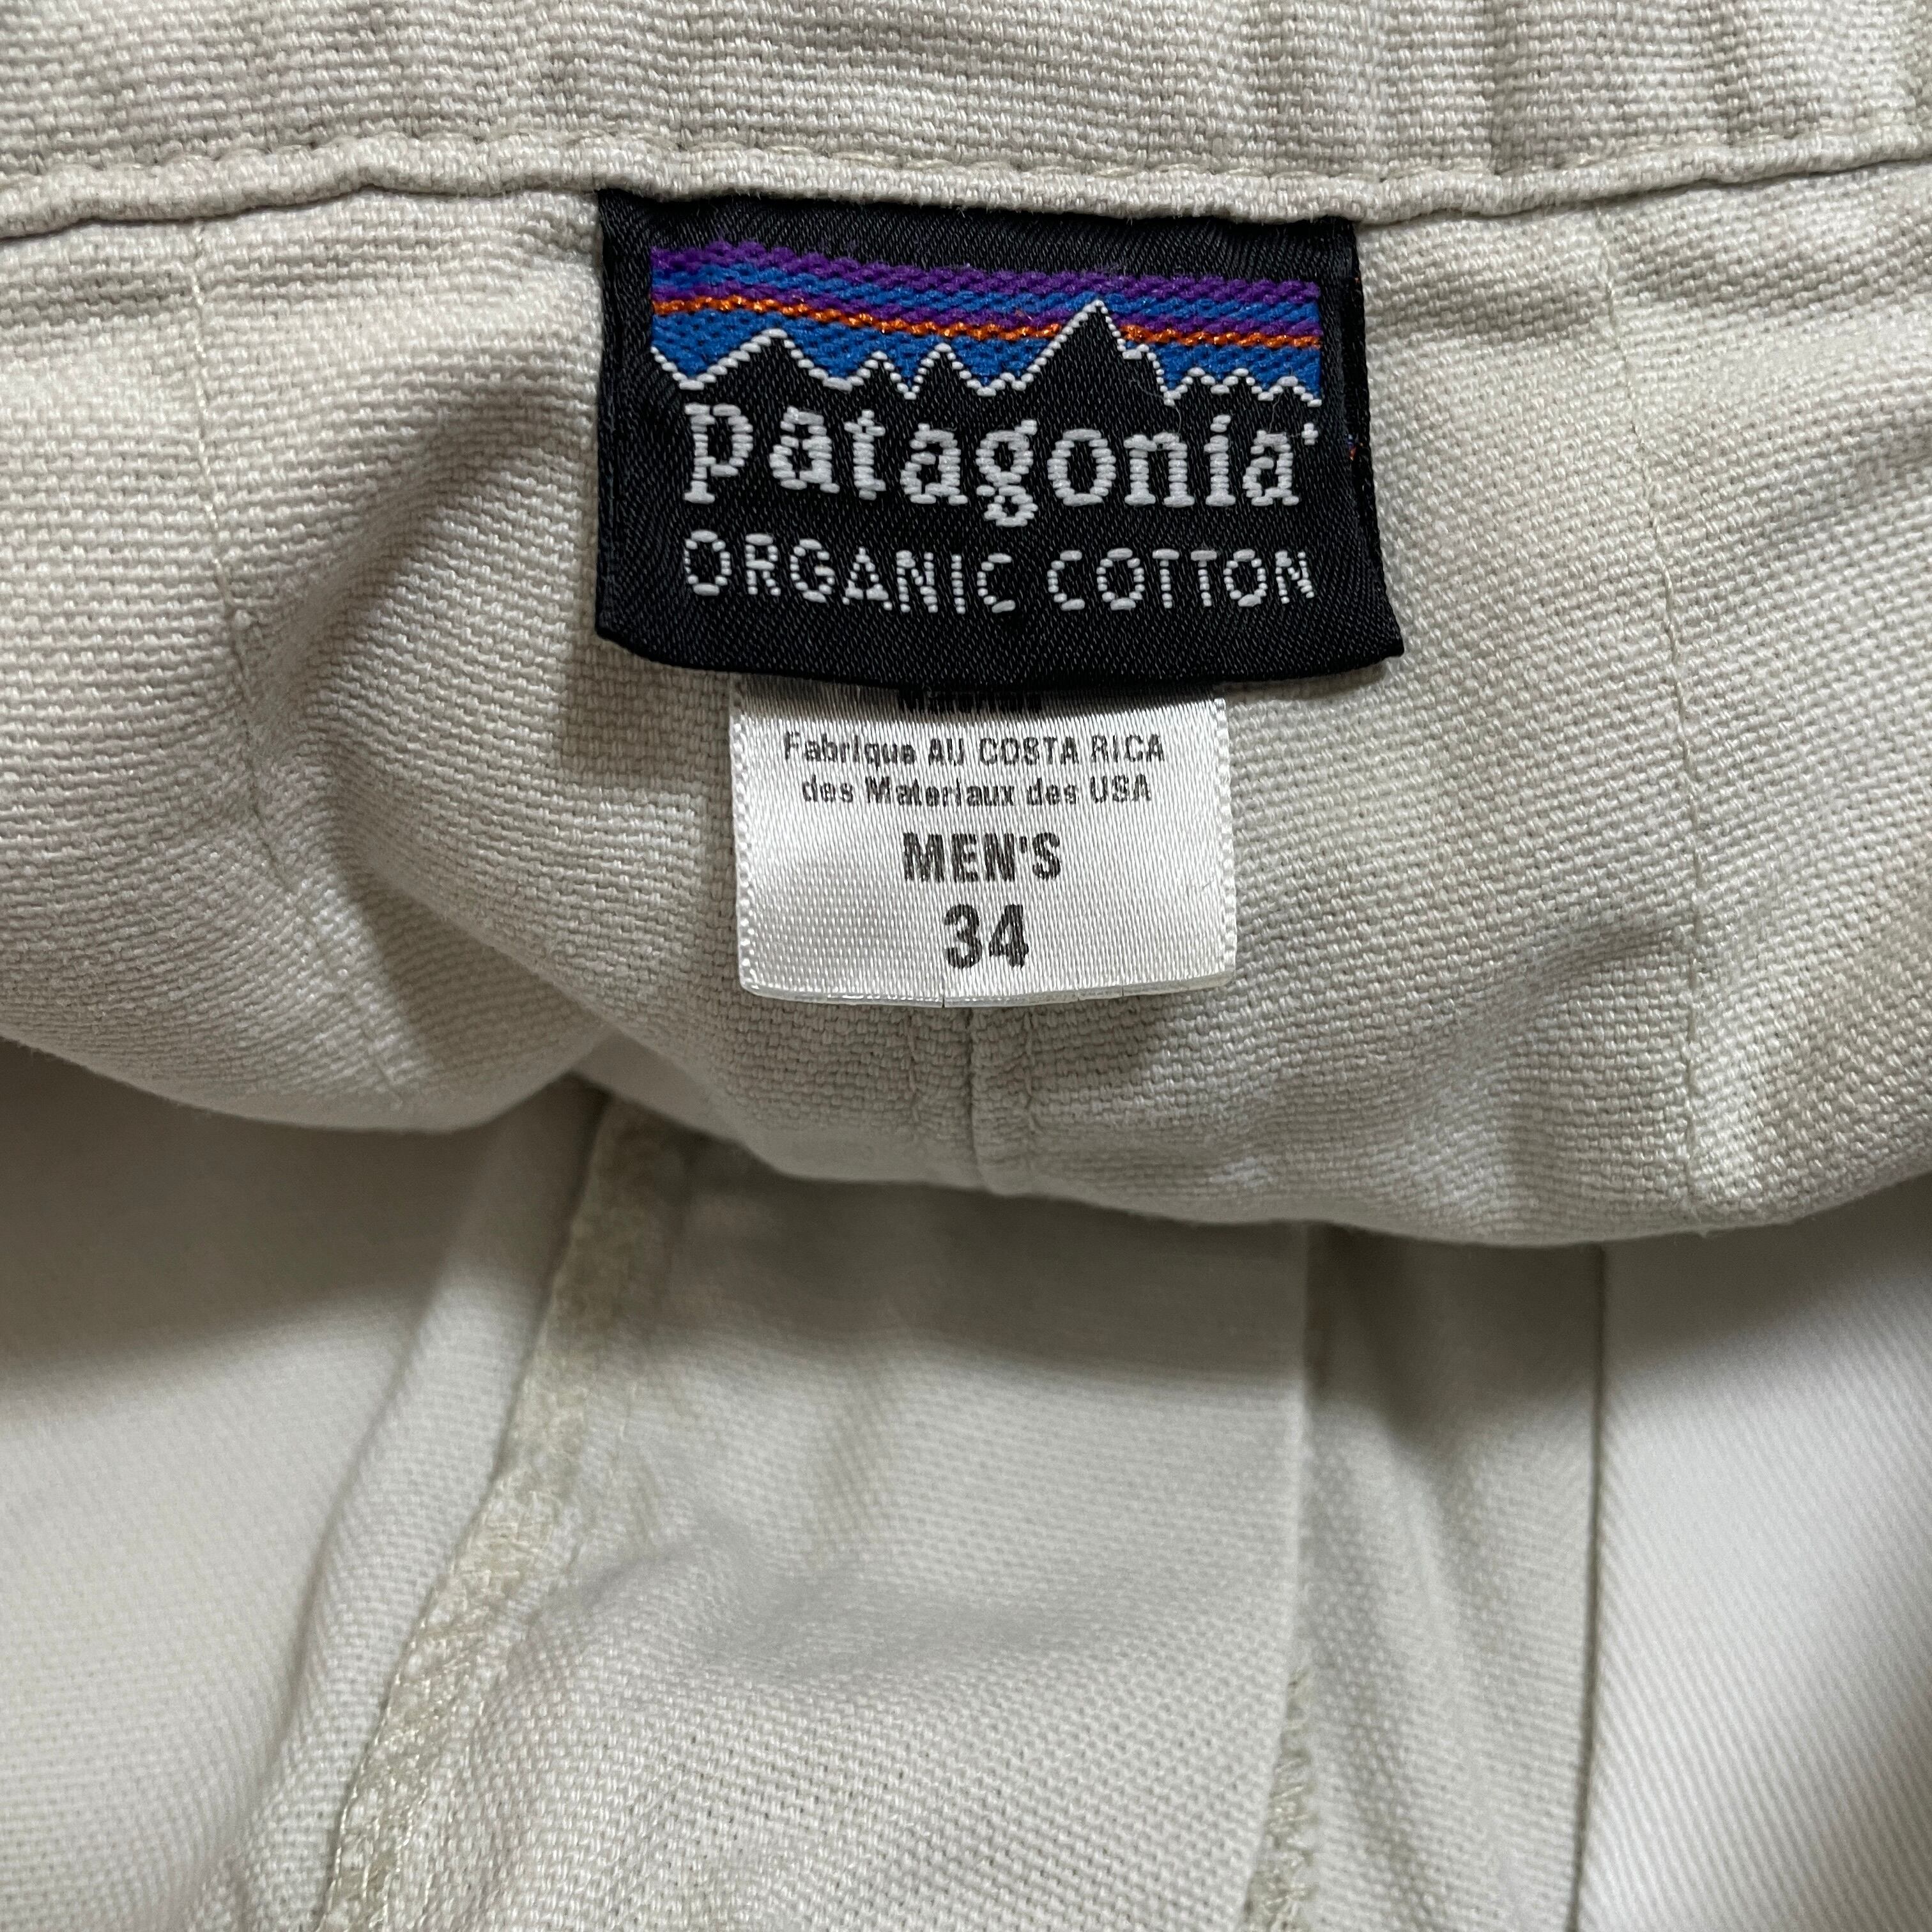 patagonia®
ORGANIC COTTON
Fabrique AU COSTA RICA
des Materiaux des USA
MEN'S
34